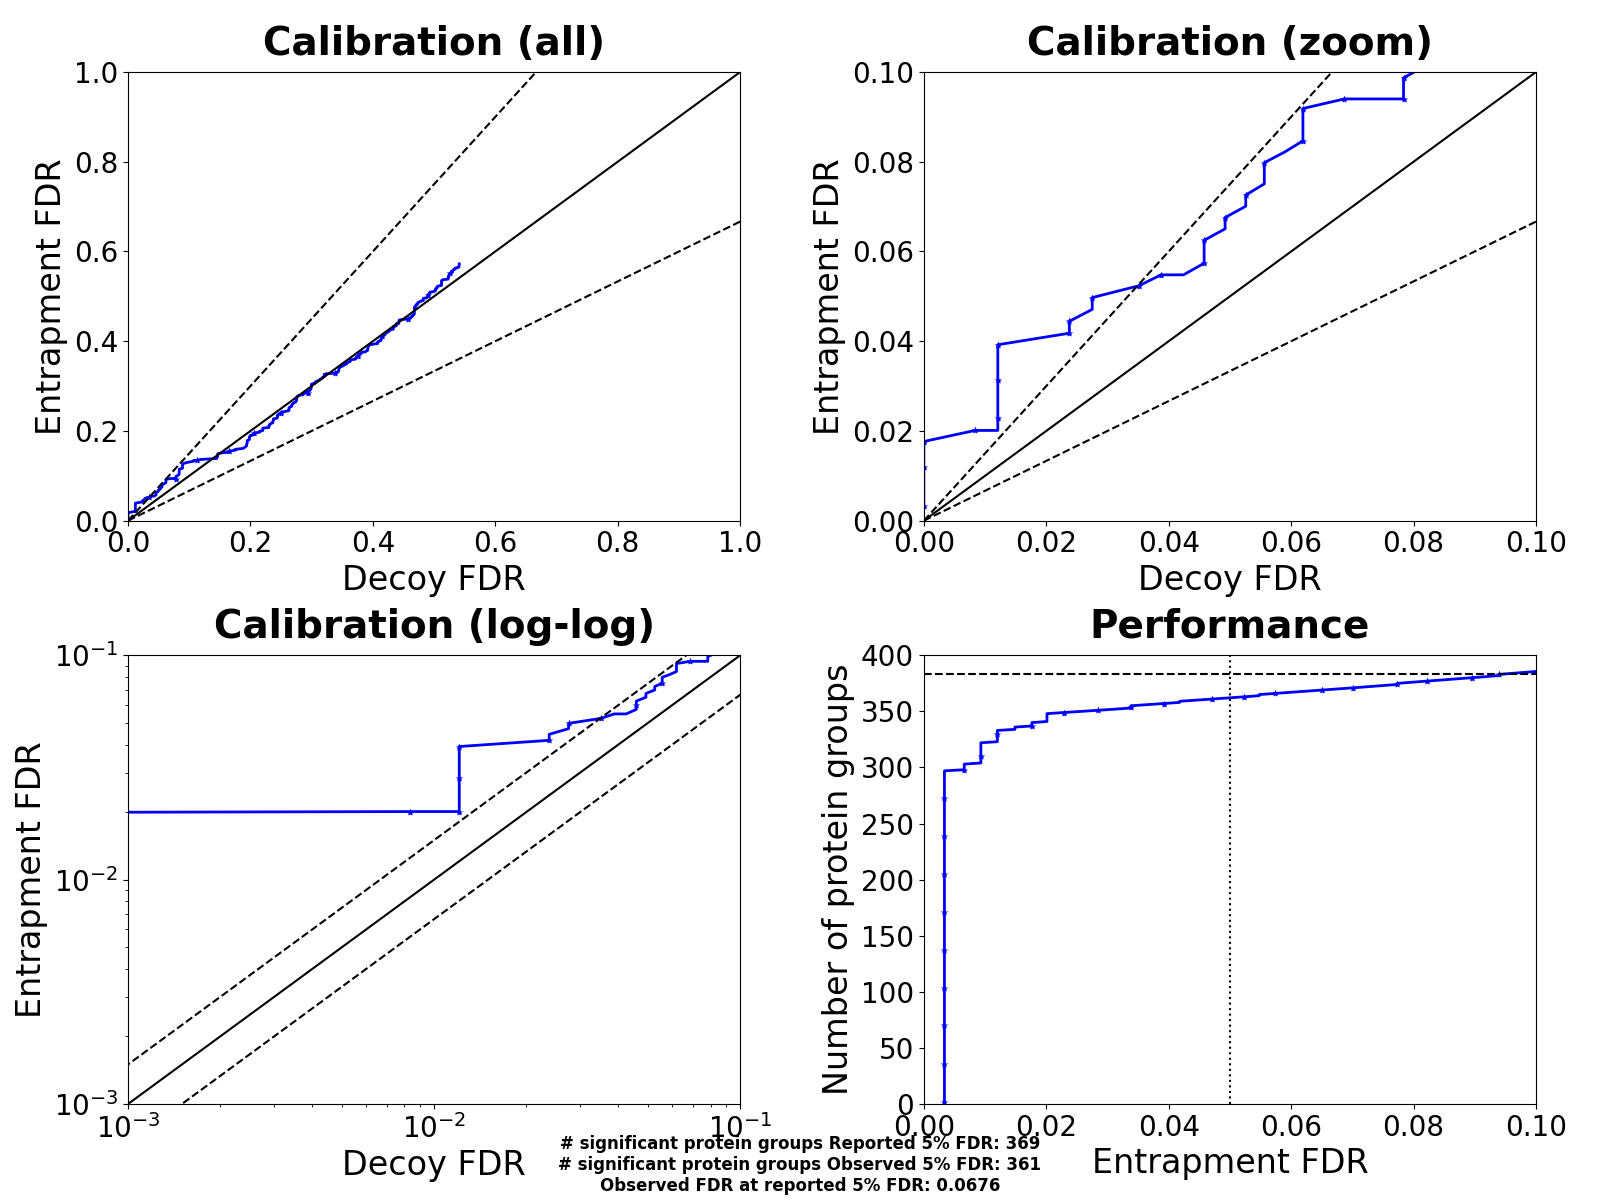 Calibration (all)
1.0
0.8
0.6
0.4
0.2
0.0
Entrapment FDR
0.0 0.2 0.4 0.6 0.8 1.0
Decoy FDR
Calibration (zoom)
0.10
0.08
0.06
0.04
0.02
0.00
Entrapment FDR
0.00 0.02 0.04 0.06 0.08 0.10
Decoy FDR
Calibration (log-log)
10⁻¹
10⁻²
10⁻³
Entrapment FDR
10⁻³ 10⁻² 10⁻¹
Decoy FDR
Performance
400
350
300
250
200
150
100
50
0
Number of protein groups
0.00 0.02 0.04 0.06 0.08 0.10
Entrapment FDR
# significant protein groups Reported 5% FDR: 369
# significant protein groups Observed 5% FDR: 361
Observed FDR at reported 5% FDR: 0.0676